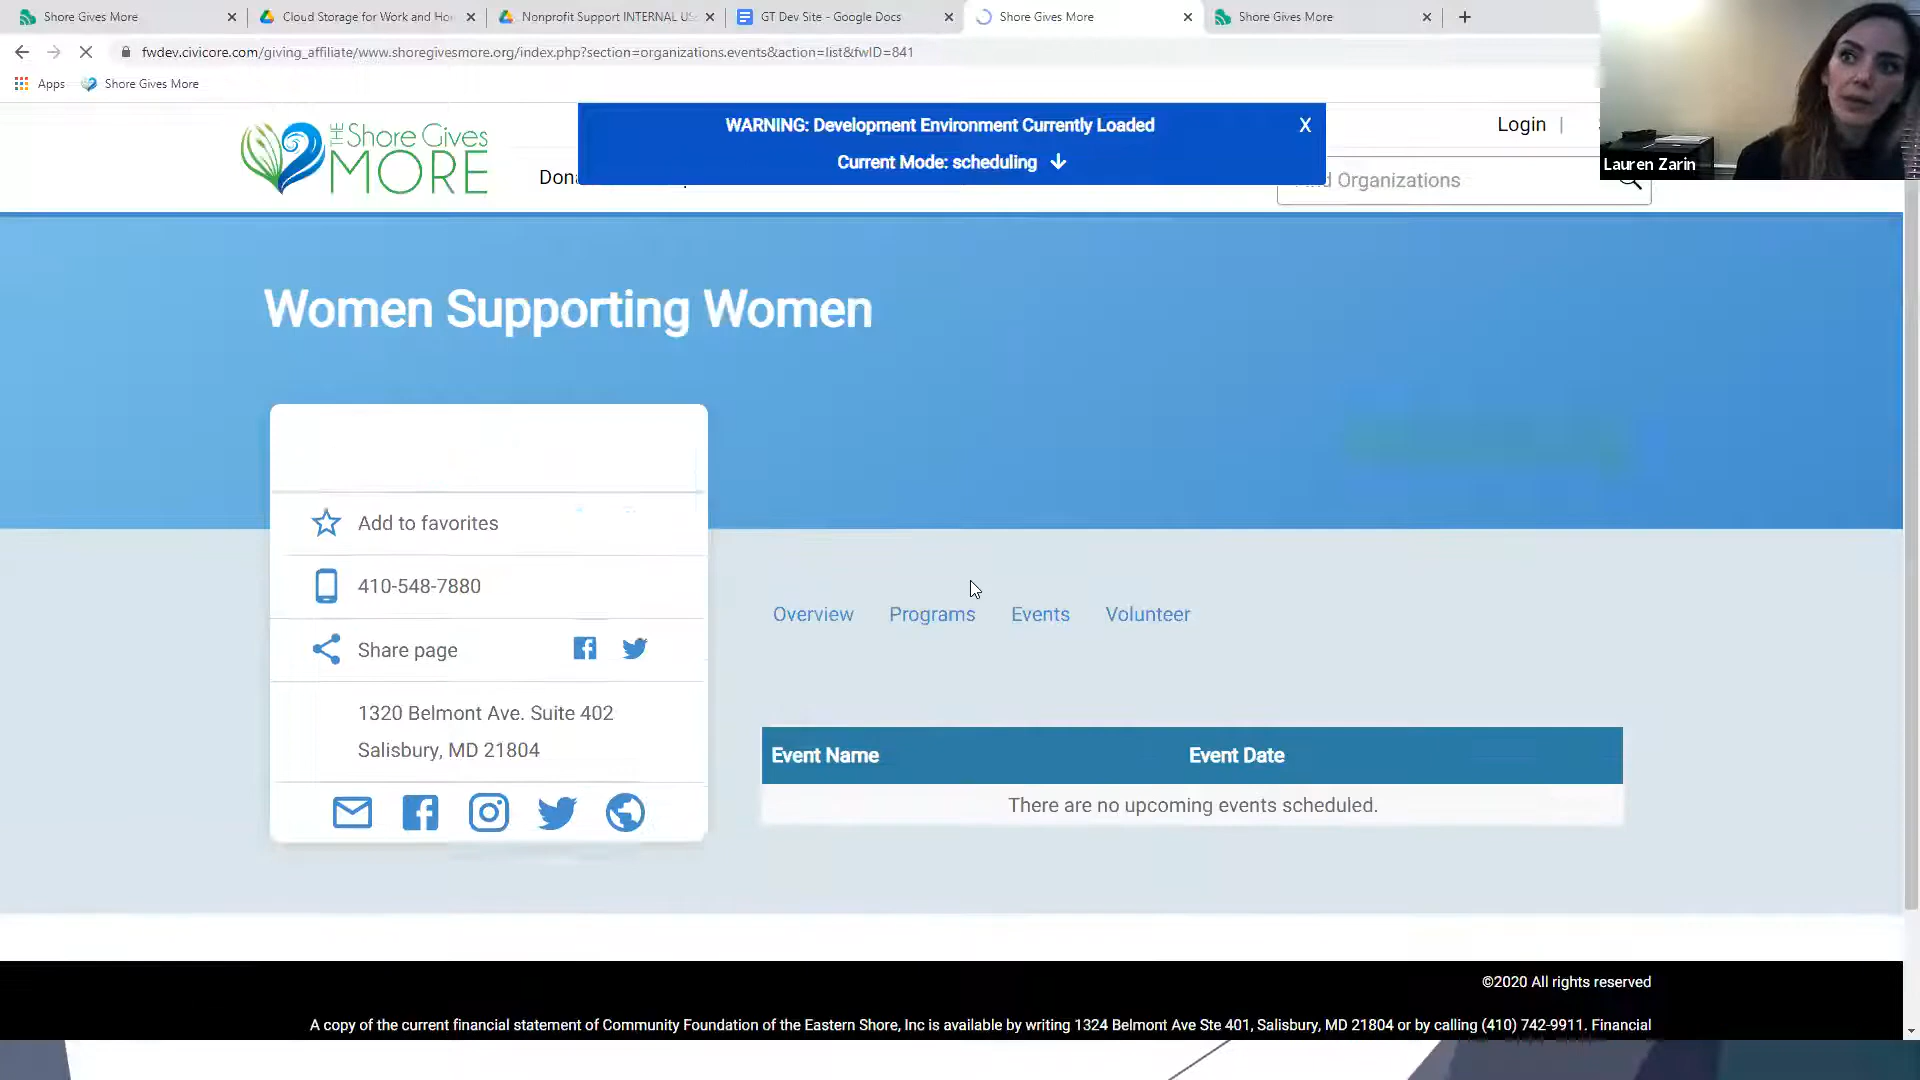 Shore Gives More
Cloud Storage for Work and Ho
Nonprofit Support INTERNAL US
GT Dev Site - Google Docs
Shore Gives More
Shore Gives More
fwdev.civicore.com/giving_affiliate/www.shoregivesmore.org/index.php?section=organizations.events&action=list&fwID=841
Apps
Shore Gives More
THE Shore Gives
MORE
WARNING: Development Environment Currently Loaded
X
Current Mode: scheduling
Login |
Dona
Organizations
Lauren Zarin
Women Supporting Women
Add to favorites
410-548-7880
Share page
1320 Belmont Ave. Suite 402
Salisbury, MD 21804
Overview
Programs
Events
Volunteer
Event Name
Event Date
There are no upcoming events scheduled.
©2020 All rights reserved
A copy of the current financial statement of Community Foundation of the Eastern Shore, Inc is available by writing 1324 Belmont Ave Ste 401, Salisbury, MD 21804 or by calling (410) 742-9911. Financial